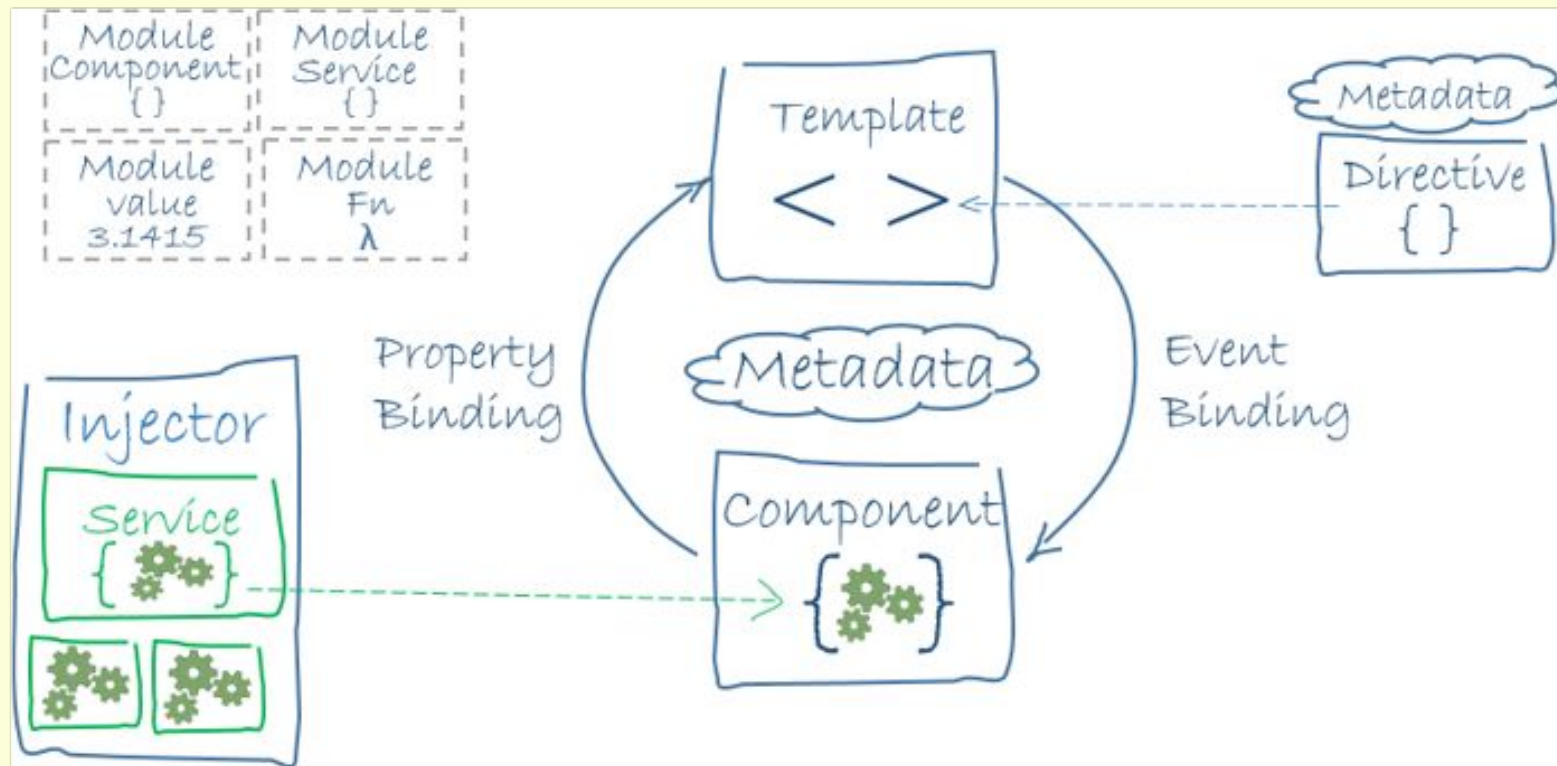 Module
Component
{ }
Module
Service
{ }
Module
value
3.1415
Module
Fn
λ
Template
< >
Metadata
Directive
{ }
Property
Binding
Metadata
Event
Binding
Injector
Service
{ }
Component
{ }